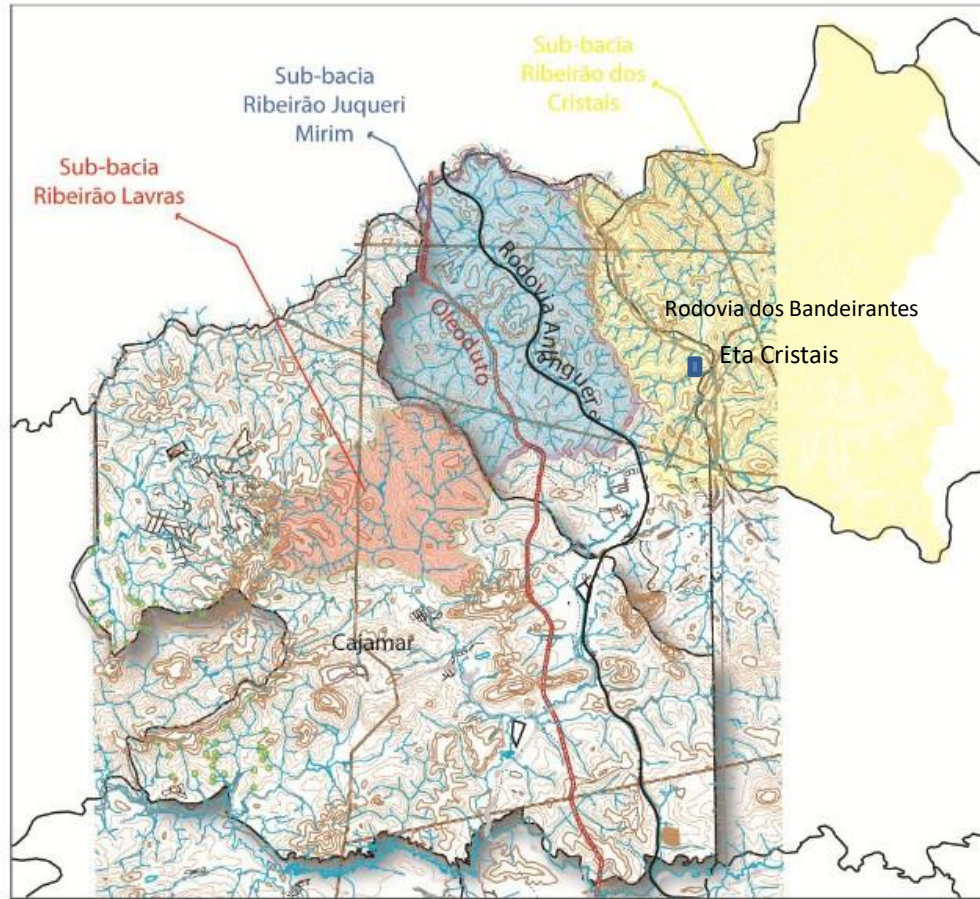 Sub-bacia
Ribeirão dos
Cristais
Sub-bacia
Ribeirão Juqueri
Mirim
Sub-bacia
Ribeirão Lavras
Rodovia Anhanguera
Oleoduto
Rodovia dos Bandeirantes
Eta Cristais
Cajamar